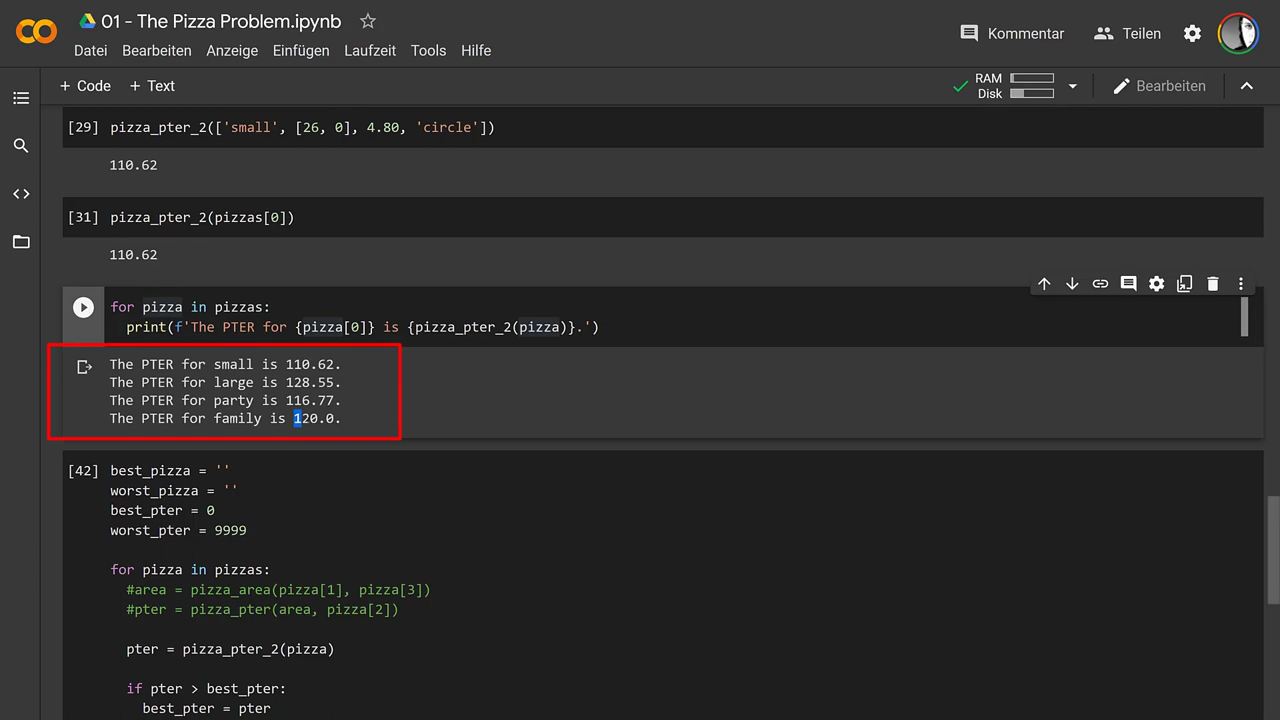 01 - The Pizza Problem.ipynb
Kommentar
Teilen
Datei Bearbeiten Anzeige Einfügen Laufzeit Tools Hilfe
+ Code + Text
RAM
Disk
Bearbeiten
[29] pizza_pter_2(['small', [26, 0], 4.80, 'circle'])
110.62
[31] pizza_pter_2(pizzas[0])
110.62
for pizza in pizzas:
  print(f'The PTER for {pizza[0]} is {pizza_pter_2(pizza)}.')
The PTER for small is 110.62.
The PTER for large is 128.55.
The PTER for party is 116.77.
The PTER for family is 120.0.
[42] best_pizza = ''
worst_pizza = ''
best_pter = 0
worst_pter = 9999
for pizza in pizzas:
  #area = pizza_area(pizza[1], pizza[3])
  #pter = pizza_pter(area, pizza[2])
  pter = pizza_pter_2(pizza)
  if pter > best_pter:
    best_pter = pter